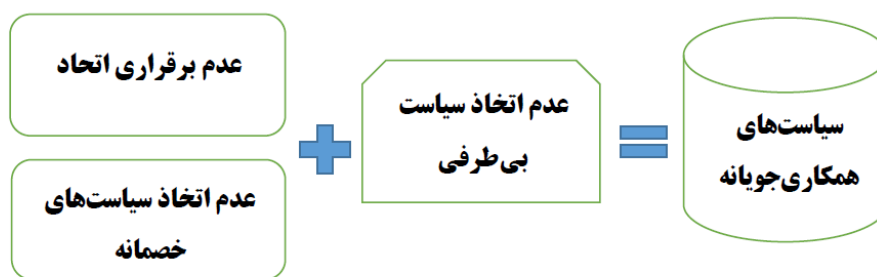 عدم برقراری اتحاد
عدم اتخاذ سیاست‌های
خصمانه
عدم اتخاذ سیاست
بی‌طرفی
سیاست‌های
همکاری‌جویانه